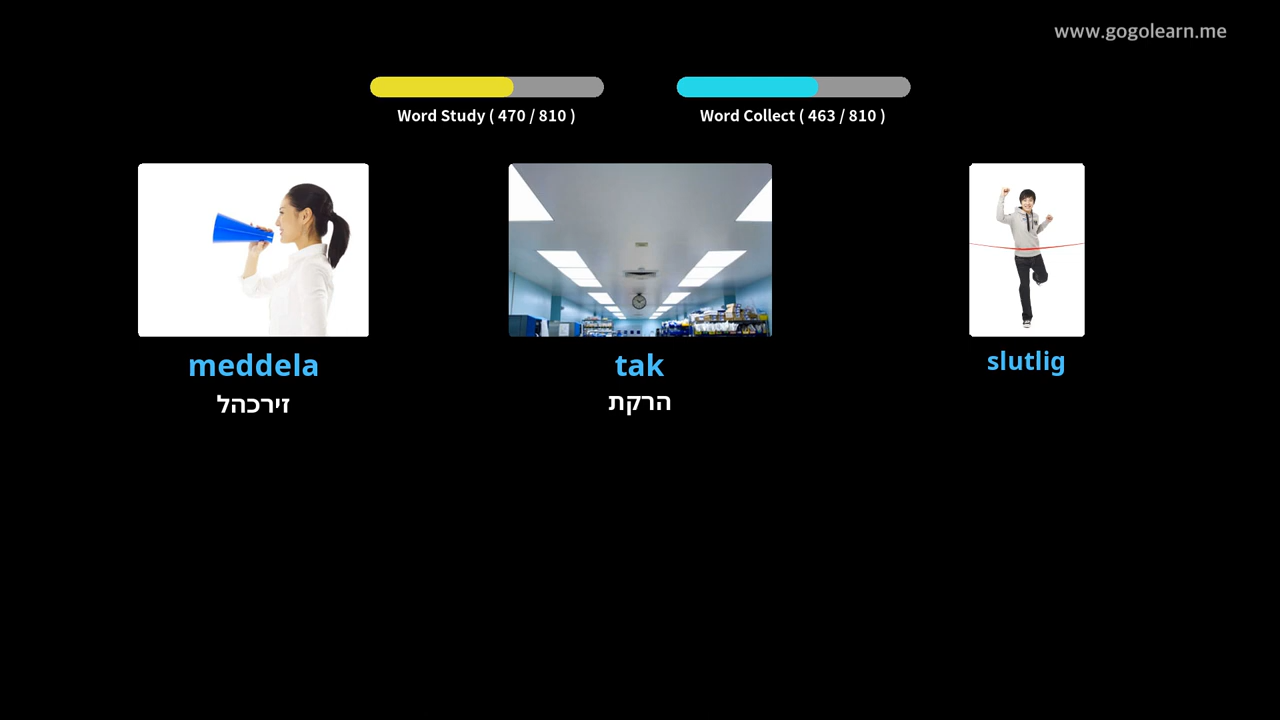 www.gogolearn.me
Word Study ( 470 / 810 )
Word Collect ( 463 / 810 )
meddela
tak
slutlig
זירכהל
הרקת